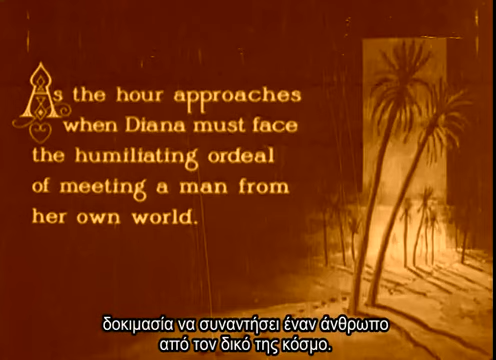 As the hour approaches
when Diana must face
the humiliating ordeal
of meeting a man from
her own world.
δοκιμασία να συναντήσει έναν άνθρωπο
από τον δικό της κόσμο.